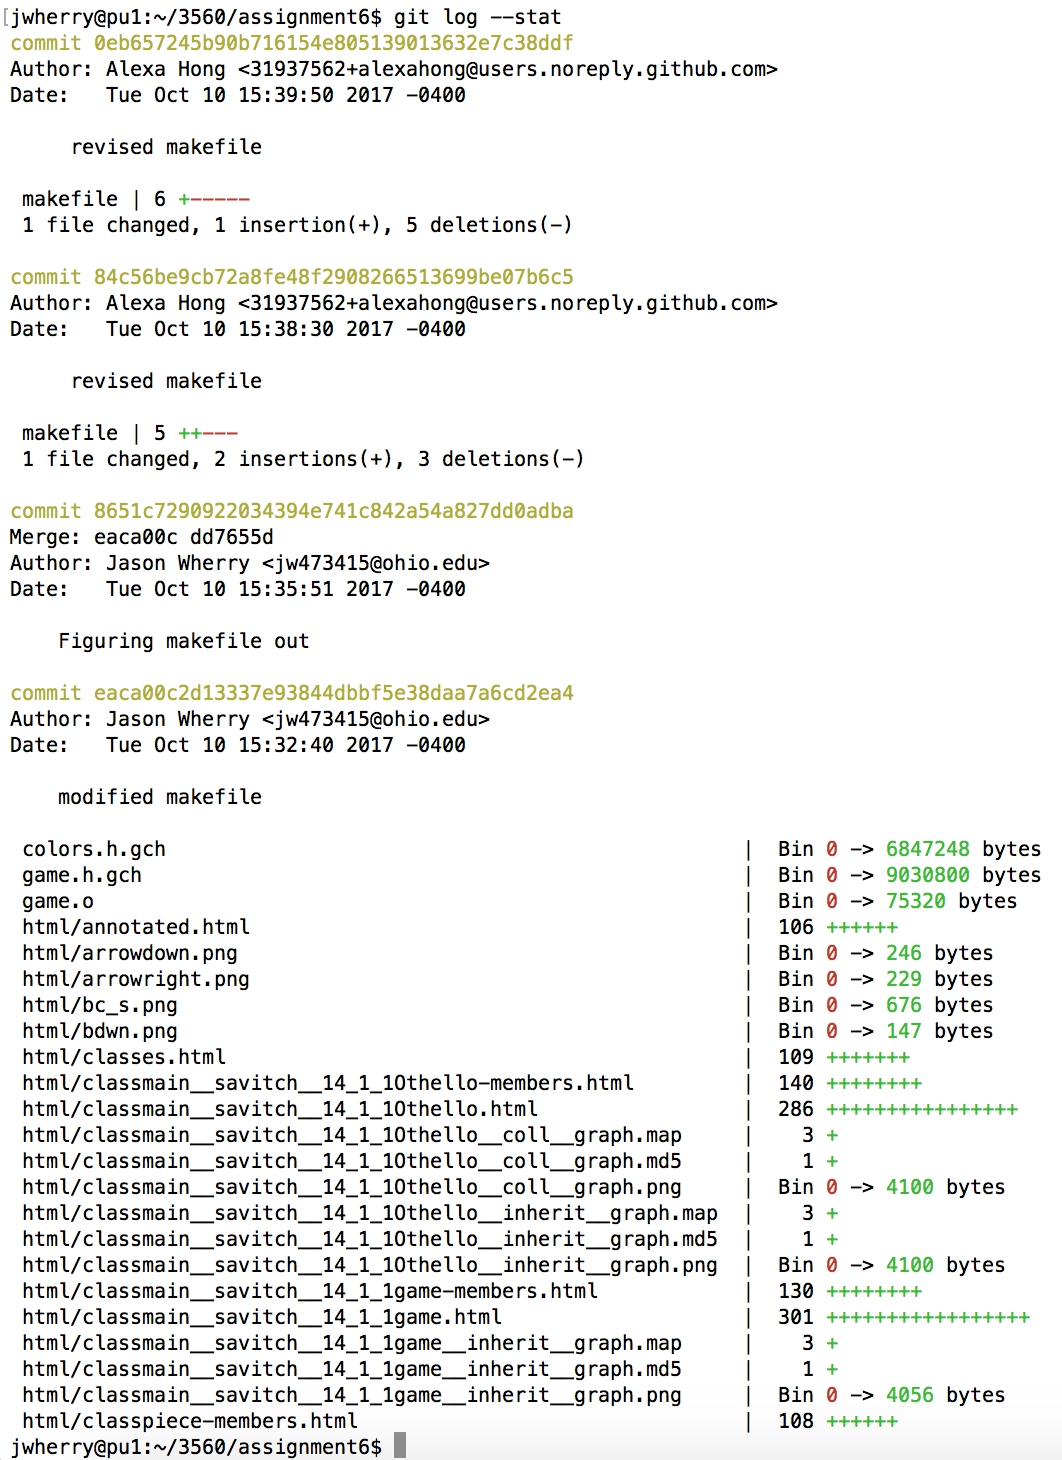 [jwherry@pu1:~/3560/assignment6$ git log --stat
commit 0eb657245b90b716154e805139013632e7c38ddf
Author: Alexa Hong <31937562+alexahong@users.noreply.github.com>
Date:   Tue Oct 10 15:39:50 2017 -0400
revised makefile
makefile | 6 +-----
1 file changed, 1 insertion(+), 5 deletions(-)
commit 84c56be9cb72a8fe48f2908266513699be07b6c5
Author: Alexa Hong <31937562+alexahong@users.noreply.github.com>
Date:   Tue Oct 10 15:38:30 2017 -0400
revised makefile
makefile | 5 ++---
1 file changed, 2 insertions(+), 3 deletions(-)
commit 8651c7290922034394e741c842a54a827dd0adba
Merge: eaca00c dd7655d
Author: Jason Wherry <jw473415@ohio.edu>
Date:   Tue Oct 10 15:35:51 2017 -0400
Figuring makefile out
commit eaca00c2d13337e93844dbbf5e38daa7a6cd2ea4
Author: Jason Wherry <jw473415@ohio.edu>
Date:   Tue Oct 10 15:32:40 2017 -0400
modified makefile
colors.h.gch | Bin 0 -> 6847248 bytes
game.h.gch | Bin 0 -> 9030800 bytes
game.o | Bin 0 -> 75320 bytes
html/annotated.html | 106 ++++++
html/arrowdown.png | Bin 0 -> 246 bytes
html/arrowright.png | Bin 0 -> 229 bytes
html/bc_s.png | Bin 0 -> 676 bytes
html/bdwn.png | Bin 0 -> 147 bytes
html/classes.html | 109 +++++++
html/classmain__savitch__14_1_1Othello-members.html | 140 ++++++++
html/classmain__savitch__14_1_1Othello.html | 286 ++++++++++++++++
html/classmain__savitch__14_1_1Othello__coll__graph.map | 3 +
html/classmain__savitch__14_1_1Othello__coll__graph.md5 | 1 +
html/classmain__savitch__14_1_1Othello__coll__graph.png | Bin 0 -> 4100 bytes
html/classmain__savitch__14_1_1Othello__inherit__graph.map | 3 +
html/classmain__savitch__14_1_1Othello__inherit__graph.md5 | 1 +
html/classmain__savitch__14_1_1Othello__inherit__graph.png | Bin 0 -> 4100 bytes
html/classmain__savitch__14_1_1game-members.html | 130 ++++++++
html/classmain__savitch__14_1_1game.html | 301 +++++++++++++++++
html/classmain__savitch__14_1_1game__inherit__graph.map | 3 +
html/classmain__savitch__14_1_1game__inherit__graph.md5 | 1 +
html/classmain__savitch__14_1_1game__inherit__graph.png | Bin 0 -> 4056 bytes
html/classpiece-members.html | 108 ++++++
jwherry@pu1:~/3560/assignment6$